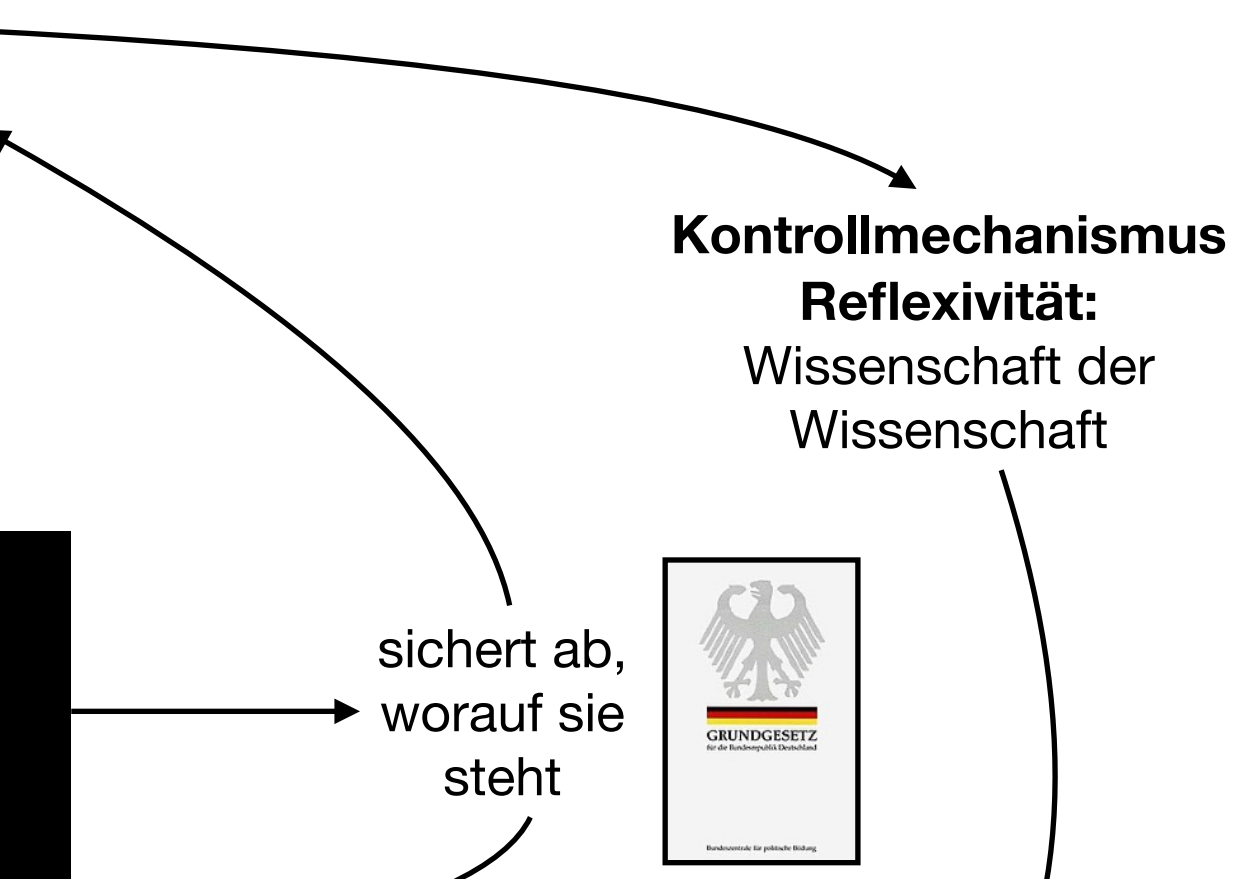 Kontrollmechanismus
Reflexivität:
Wissenschaft der
Wissenschaft
sichert ab,
worauf sie
steht
GRUNDGESETZ
für die Bundesrepublik Deutschland
Bundeszentrale für politische Bildung